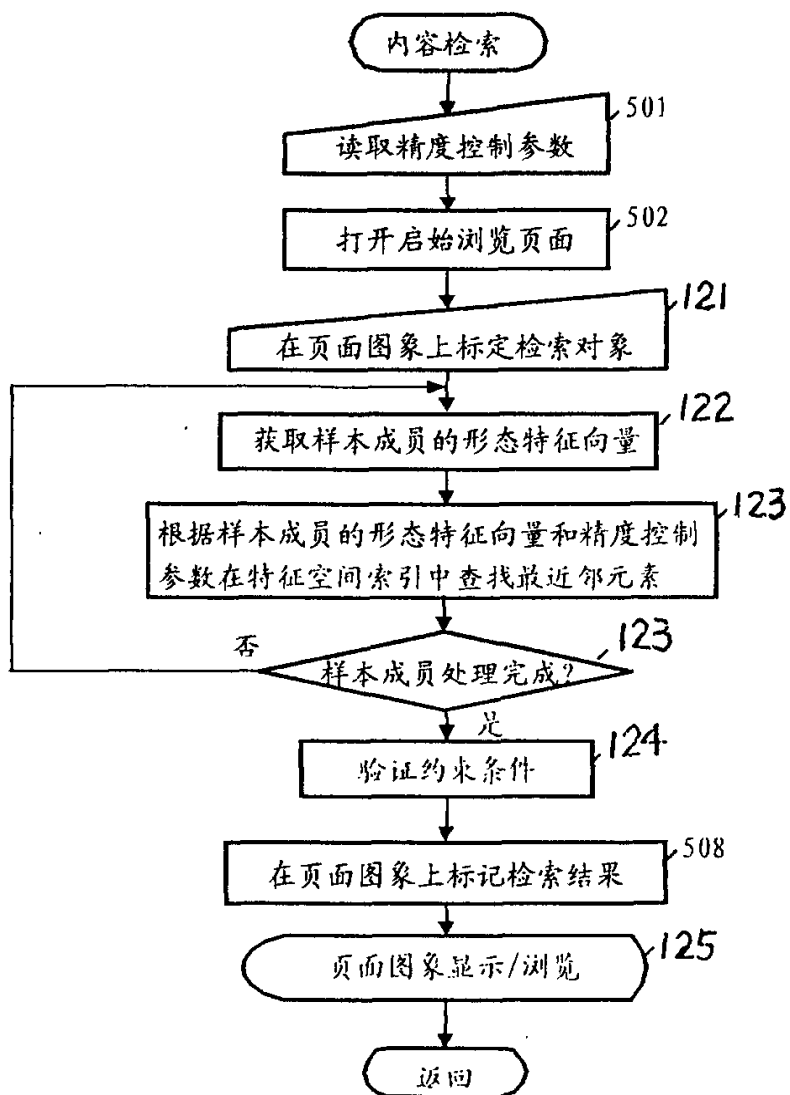 内容检索
501
读取精度控制参数
502
打开启始浏览页面
121
在页面图象上标定检索对象
122
获取样本成员的形态特征向量
123
根据样本成员的形态特征向量和精度控制
参数在特征空间索引中查找最近邻元素
否
123
样本成员处理完成?
是
124
验证约束条件
508
在页面图象上标记检索结果
125
页面图象显示/浏览
返回